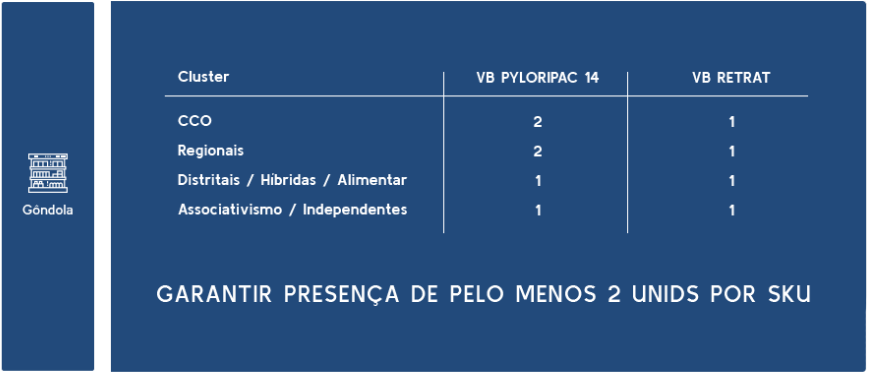 Góndola
Cluster VB PYLORIPAC 14 VB RETRAT
CCO 2 1
Regionais 2 1
Distritais / Híbridas / Alimentar 1 1
Associativismo / Independentes 1 1
GARANTIR PRESENÇA DE PELO MENOS 2 UNIDS POR SKU